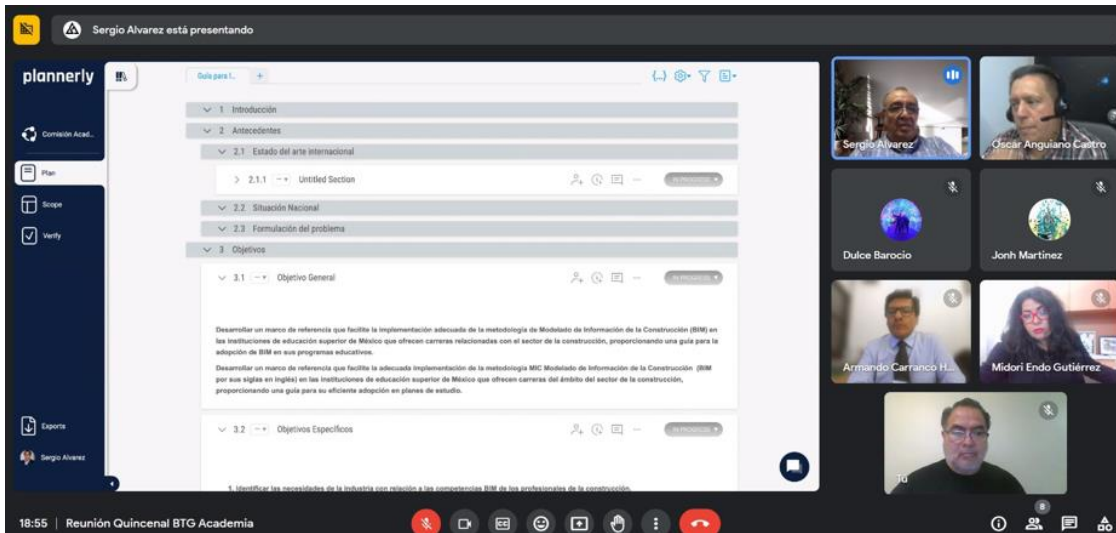 Sergio Alvarez está presentando
plannerly
Guía para l...
+
Comisión Acad...
Plan
Scope
Verify
Exports
Sergio Alvarez
1 Introducción
2 Antecedentes
2.1 Estado del arte internacional
2.1.1 Untitled Section
IN PROGRESS
2.2 Situación Nacional
2.3 Formulación del problema
3 Objetivos
3.1 Objetivo General
IN PROGRESS
Desarrollar un marco de referencia que facilite la implementación adecuada de la metodología de Modelado de Información de la Construcción (BIM) en
las instituciones de educación superior de México que ofrecen carreras relacionadas con el sector de la construcción, proporcionando una guía para la
adopción de BIM en sus programas educativos.
Desarrollar un marco de referencia que facilite la adecuada implementación de la metodología MIC Modelado de Información de la Construcción (BIM
por sus siglas en inglés) en las instituciones de educación superior de México que ofrecen carreras del ámbito del sector de la construcción,
proporcionando una guía para su eficiente adopción en planes de estudio.
3.2 Objetivos Específicos
IN PROGRESS
1. Identificar las necesidades de la industria con relación a las competencias BIM de los profesionales de la construcción.
Sergio Alvarez
Oscar Anguiano Castro
Dulce Barocio
Jonh Martinez
Armando Carranco H...
Midori Endo Gutiérrez
Tú
18:55 | Reunión Quincenal BTG Academia
CC
8